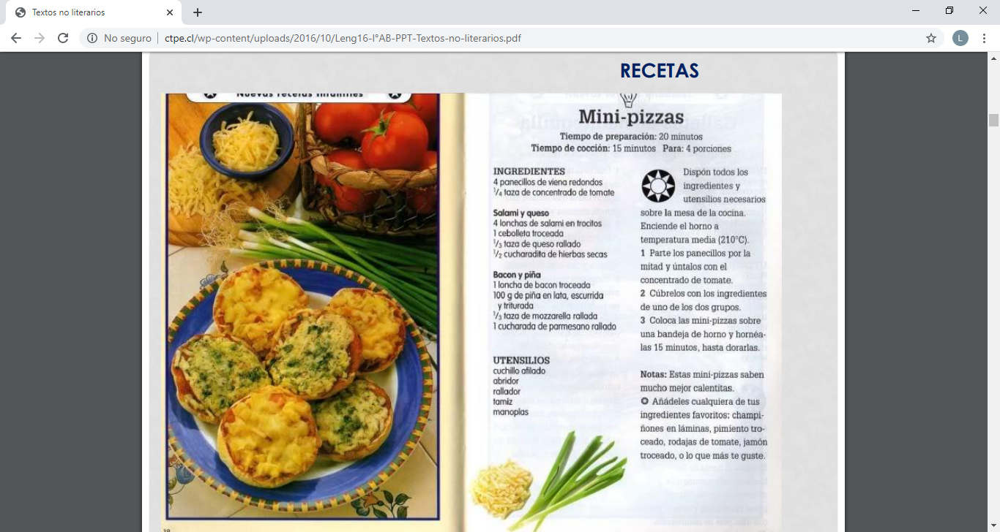 Textos no literarios
No seguro
ctpe.cl/wp-content/uploads/2016/10/Leng16-I°AB-PPT-Textos-no-literarios.pdf
L
RECETAS
Nuevas recetas infantiles
Mini-pizzas
Tiempo de preparación: 20 minutos
Tiempo de cocción: 15 minutos Para: 4 porciones
INGREDIENTES
4 panecillos de viena redondos
1/4 taza de concentrado de tomate
Salami y queso
4 lonchas de salami en trocitos
1 cebolleta troceada
1/3 taza de queso rallado
1/2 cucharadita de hierbas secas
Bacon y piña
1 loncha de bacon troceada
100 g de piña en lata, escurrida
y triturada
1/3 taza de mozzarella rallada
1 cucharada de parmesano rallado
UTENSILIOS
cuchillo afilado
abridor
rallador
tamiz
manoplas
Dispón todos los
ingredientes y
utensilios necesarios
sobre la mesa de la cocina.
Enciende el horno a
temperatura media (210°C).
1 Parte los panecillos por la
mitad y úntalos con el
concentrado de tomate.
2 Cúbrelos con los ingredientes
de uno de los dos grupos.
3 Coloca las mini-pizzas sobre
una bandeja de horno y hornéa-
las 15 minutos, hasta dorarlas.
Notas: Estas mini-pizzas saben
mucho mejor calentitas.
✪ Añádeles cualquiera de tus
ingredientes favoritos: champi-
ñones en láminas, pimiento tro-
ceado, rodajas de tomate, jamón
troceado, o lo que más te guste.